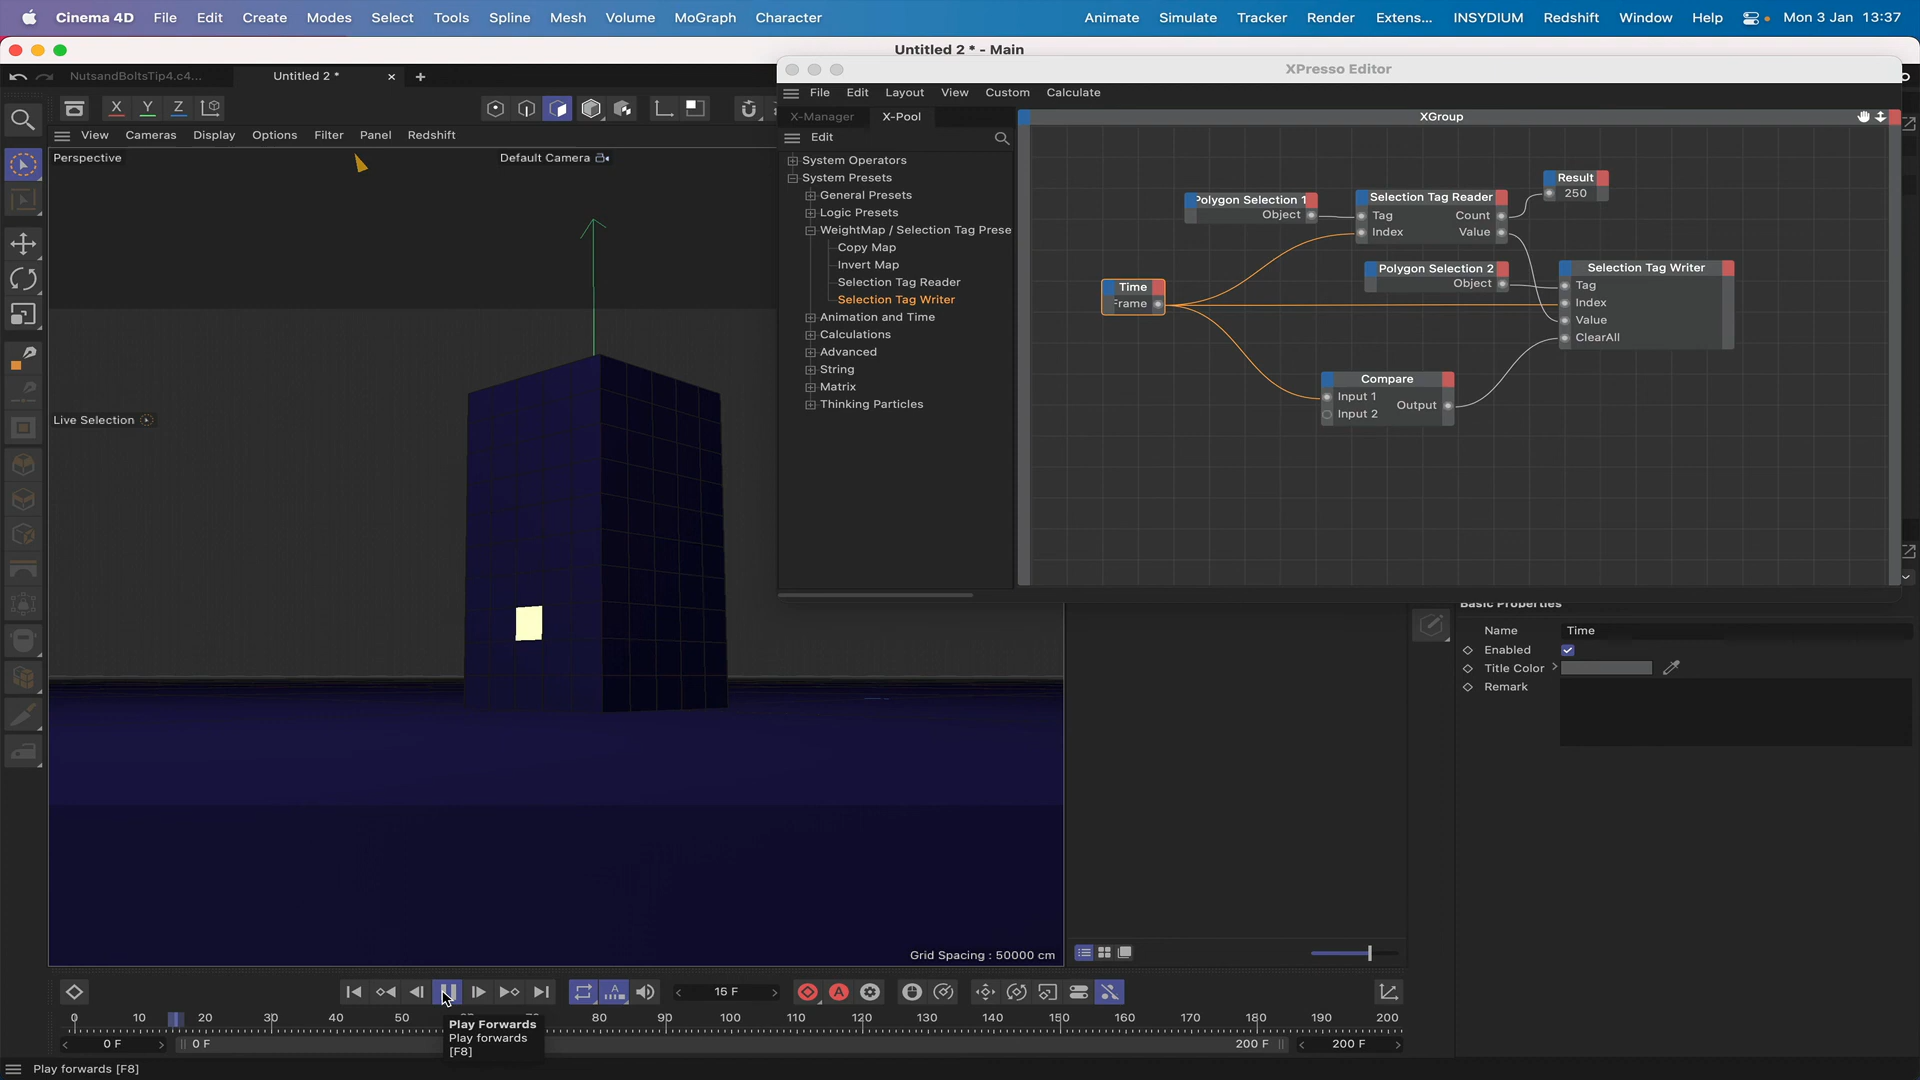 Cinema 4D File Edit Create Modes Select Tools Spline Mesh Volume MoGraph Character Animate Simulate Tracker Render Extens... INSYDIUM Redshift Window Help Mon 3 Jan 13:37
Untitled 2 * - Main
NutsandBoltsTip4.c4... Untitled 2 *
XPresso Editor
X Y Z
File Edit Layout View Custom Calculate
X-Manager X-Pool
XGroup
View Cameras Display Options Filter Panel Redshift
Edit
Perspective
Default Camera
System Operators
System Presets
General Presets
Logic Presets
WeightMap / Selection Tag Prese
Copy Map
Invert Map
Selection Tag Reader
Selection Tag Writer
Animation and Time
Calculations
Advanced
String
Matrix
Thinking Particles
Polygon Selection 1
Object
Selection Tag Reader
Tag Count
Index Value
Result
250
Polygon Selection 2
Object
Selection Tag Writer
Tag
Index
Value
ClearAll
Time
Frame
Compare
Input 1
Input 2
Output
Live Selection
Basic Properties
Name Time
Enabled
Title Color
Remark
Grid Spacing : 50000 cm
15 F
0 10 20 30 40 50 80 90 100 110 120 130 140 150 160 170 180 190 200
Play Forwards
Play forwards
[F8]
0 F 0 F 200 F 200 F
Play forwards [F8]